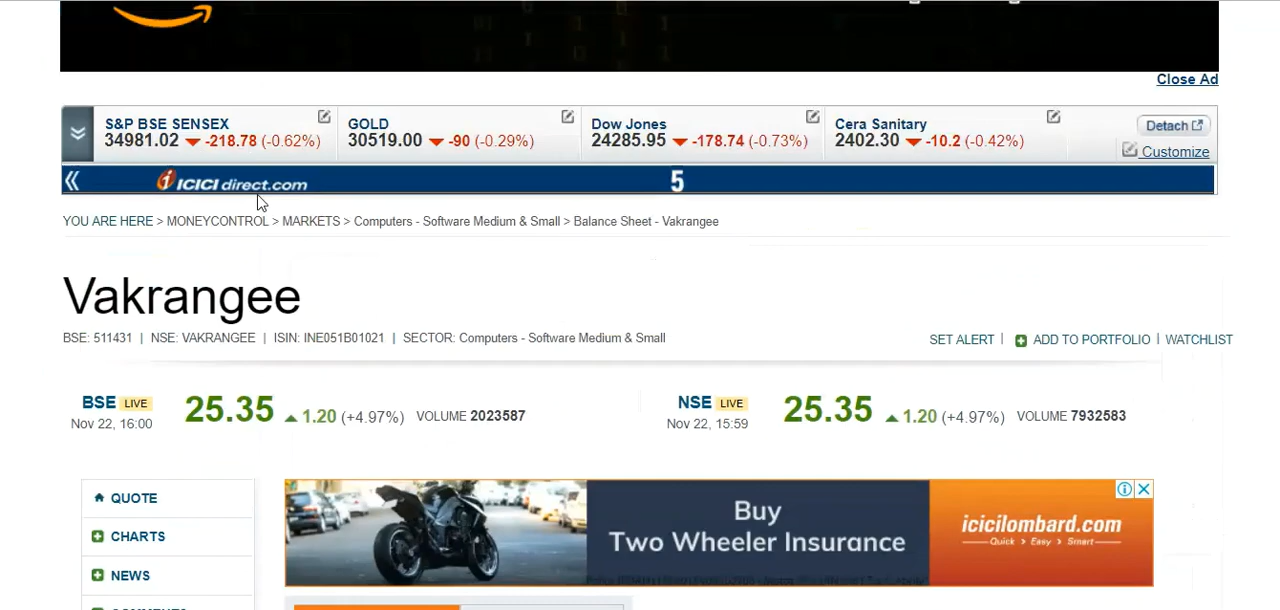 Close Ad
S&P BSE SENSEX
34981.02 -218.78 (-0.62%)
GOLD
30519.00 -90 (-0.29%)
Dow Jones
24285.95 -178.74 (-0.73%)
Cera Sanitary
2402.30 -10.2 (-0.42%)
Detach
Customize
ICICI direct.com 5
YOU ARE HERE > MONEYCONTROL > MARKETS > Computers - Software Medium & Small > Balance Sheet - Vakrangee
Vakrangee
BSE: 511431 | NSE: VAKRANGEE | ISIN: INE051B01021 | SECTOR: Computers - Software Medium & Small
SET ALERT | ADD TO PORTFOLIO | WATCHLIST
BSE LIVE
Nov 22, 16:00
25.35 1.20 (+4.97%) VOLUME 2023587
NSE LIVE
Nov 22, 15:59
25.35 1.20 (+4.97%) VOLUME 7932583
QUOTE
CHARTS
NEWS
Buy
Two Wheeler Insurance
icicilombard.com
Quick > Easy > Smart